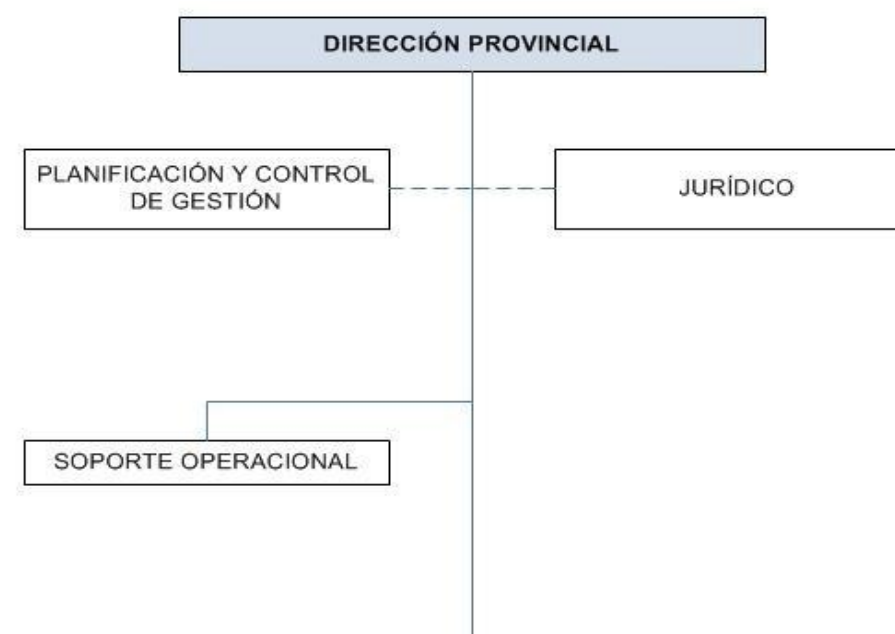 DIRECCIÓN PROVINCIAL
PLANIFICACIÓN Y CONTROL
DE GESTIÓN
JURÍDICO
SOPORTE OPERACIONAL